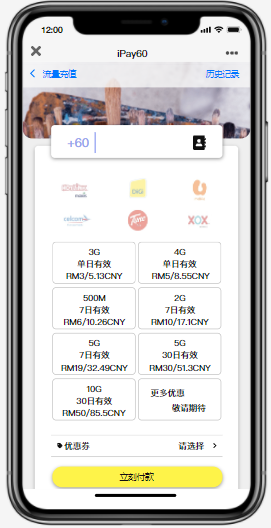 12:00
iPay60
流量充值
历史记录
+60
DiGi
celcom
Tune
XOX
3G
单日有效
RM3/5.13CNY
4G
单日有效
RM5/8.55CNY
500M
7日有效
RM6/10.26CNY
2G
7日有效
RM10/17.1CNY
5G
7日有效
RM19/32.49CNY
5G
30日有效
RM30/51.3CNY
10G
30日有效
RM50/85.5CNY
更多优惠
敬请期待
优惠券
请选择
立刻付款